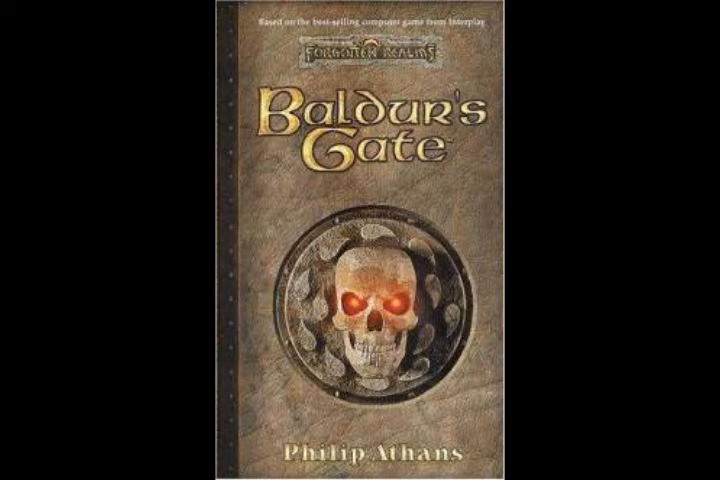 Based on the best-selling computer game from Interplay
FORGOTTEN REALMS
Baldur's
Gate
Philip Athans